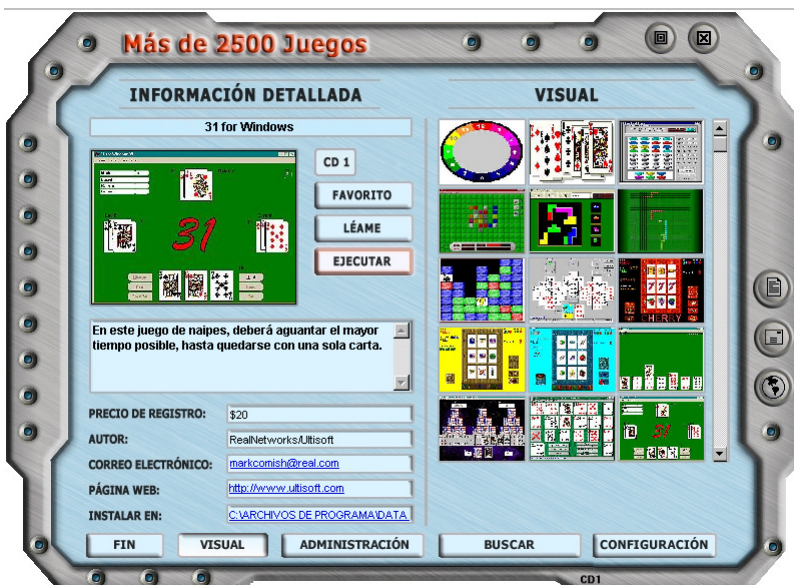 Más de 2500 Juegos
INFORMACIÓN DETALLADA
31 for Windows
CD 1
FAVORITO
LÉAME
EJECUTAR
31
En este juego de naipes, deberá aguantar el mayor
tiempo posible, hasta quedarse con una sola carta.
PRECIO DE REGISTRO: $20
AUTOR: RealNetworks/Ultisoft
CORREO ELECTRÓNICO: markcornish@real.com
PÁGINA WEB: http://www.ultisoft.com
INSTALAR EN: C:\ARCHIVOS DE PROGRAMA\DATA
VISUAL
CHERRY
31
FIN
VISUAL
ADMINISTRACIÓN
BUSCAR
CONFIGURACIÓN
CD1